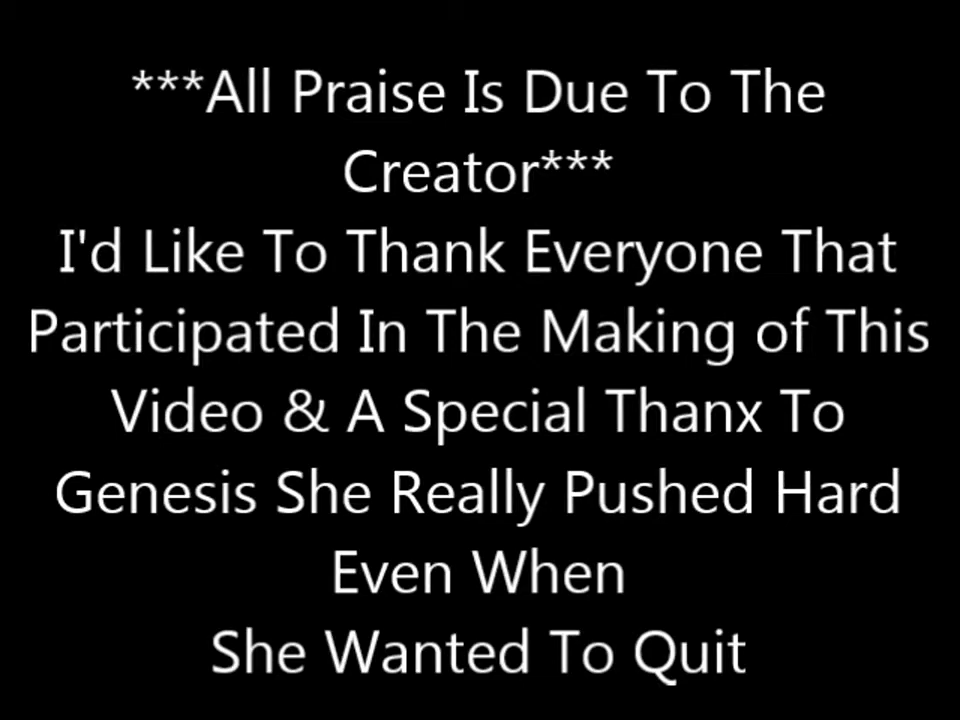 ***All Praise Is Due To The
Creator***
I'd Like To Thank Everyone That
Participated In The Making of This
Video & A Special Thanx To
Genesis She Really Pushed Hard
Even When
She Wanted To Quit